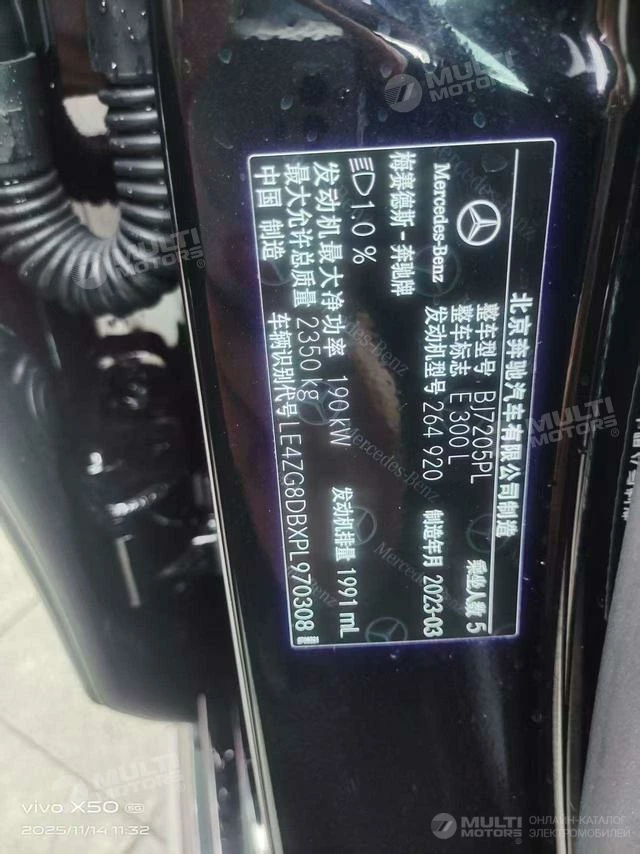 北京奔驰汽车有限公司制造
Mercedes-Benz
梅赛德斯-奔驰牌
整车型号 BJ7205PL
乘坐人数 5
整车标志 E 300 L
发动机型号 264 920
制造年月 2023-03
1.0 %
发动机最大净功率 190 kW
发动机排量 1991 mL
最大允许总质量 2350 kg
中国 制造
车辆识别代号 LE4ZG8DBXPL970308
MULTI MOTORS
vivo X50 5G
2025/11/14 11:32
MULTI MOTORS
ОНЛАЙН-КАТАЛОГ
ЭЛЕКТРОМОБИЛЕЙ